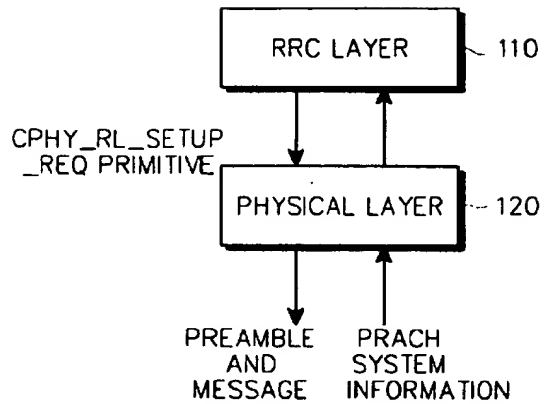 RRC LAYER
110
CPHY_RL_SETUP
_REQ PRIMITIVE
PHYSICAL LAYER
120
PREAMBLE
AND
MESSAGE
PRACH
SYSTEM
INFORMATION